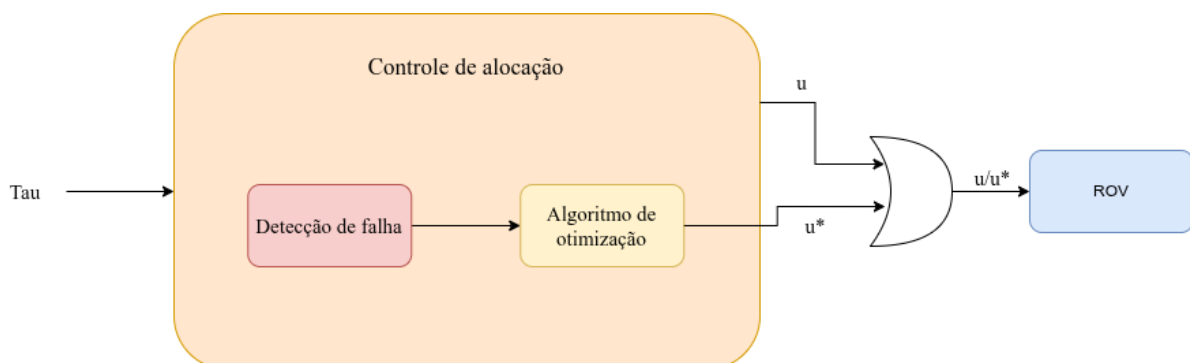 Controle de alocação
u
Tau
Detecção de falha
Algoritmo de
otimização
u*
u/u*
ROV